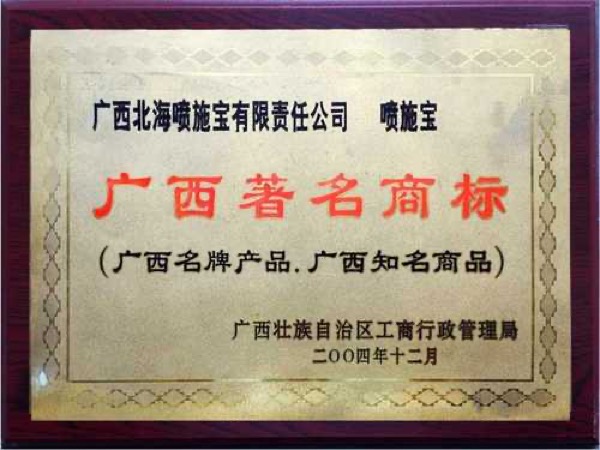 广西北海喷施宝有限责任公司 喷施宝
广西著名商标
(广西名牌产品.广西知名商品)
广西壮族自治区工商行政管理局
二〇〇四年十二月